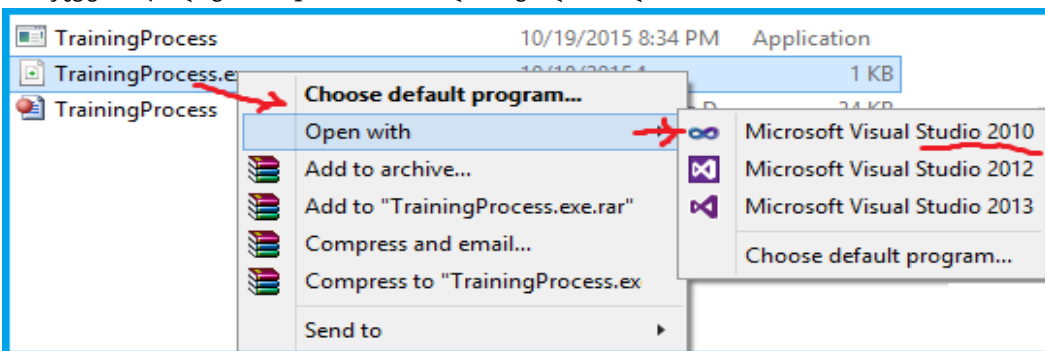 TrainingProcess 10/19/2015 8:34 PM Application
TrainingProcess.e 1 KB
TrainingProcess
Choose default program...
Open with
Add to archive...
Add to "TrainingProcess.exe.rar"
Compress and email...
Compress to "TrainingProcess.ex
Send to
Microsoft Visual Studio 2010
Microsoft Visual Studio 2012
Microsoft Visual Studio 2013
Choose default program...